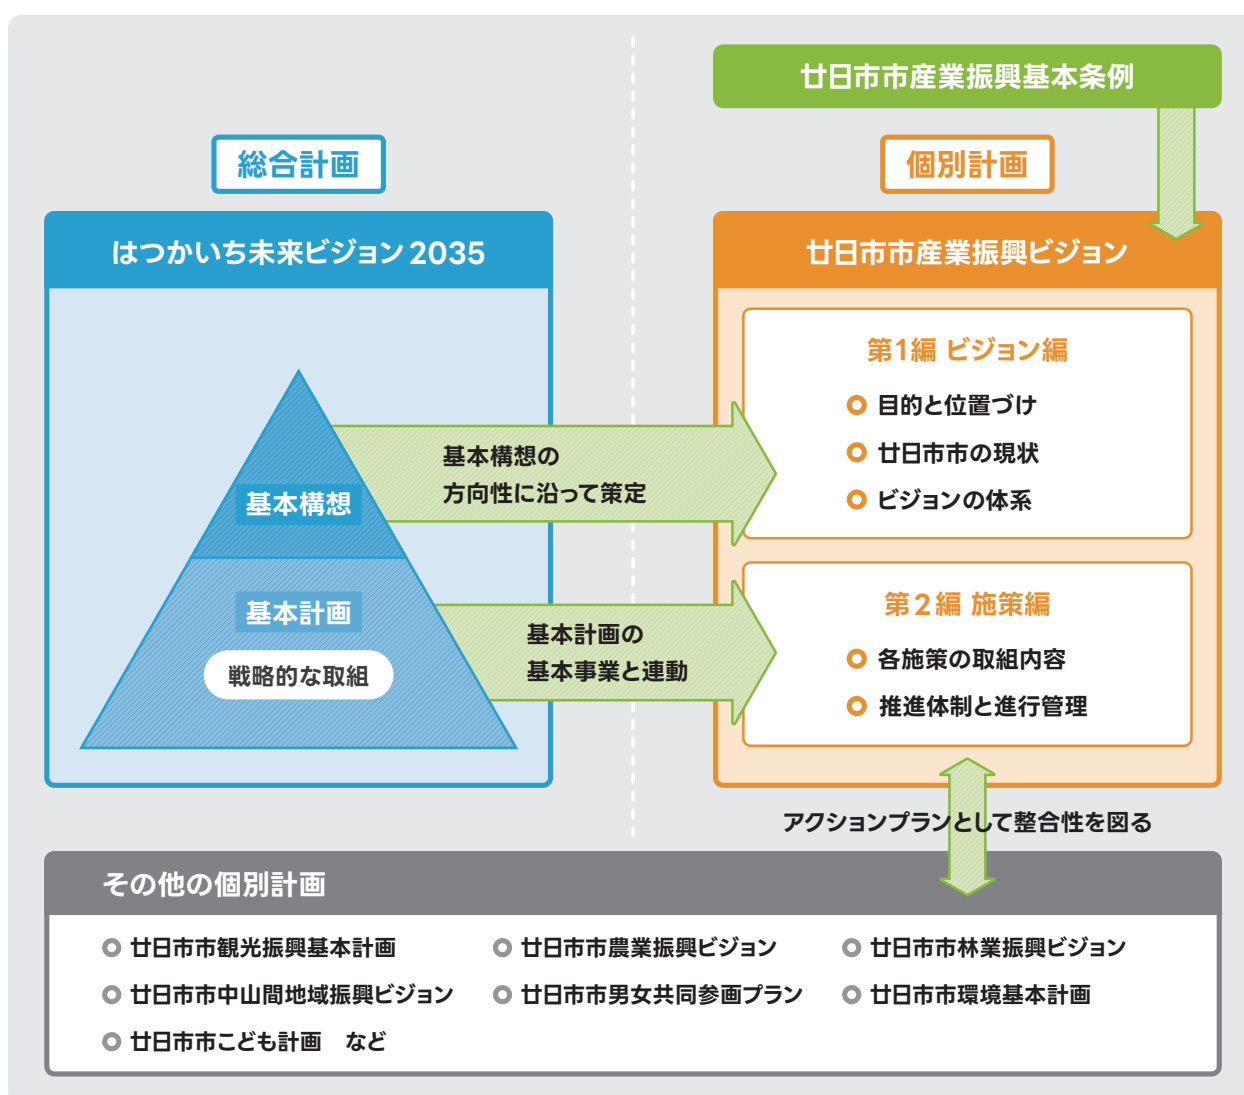 廿日市市産業振興基本条例
総合計画
個別計画
はつかいち未来ビジョン2035
廿日市市産業振興ビジョン
基本構想
基本計画
戦略的な取組
基本構想の
方向性に沿って策定
基本計画の
基本事業と連動
第1編 ビジョン編
目的と位置づけ
廿日市市の現状
ビジョンの体系
第2編 施策編
各施策の取組内容
推進体制と進行管理
アクションプランとして整合性を図る
その他の個別計画
廿日市市観光振興基本計画
廿日市市農業振興ビジョン
廿日市市林業振興ビジョン
廿日市市中山間地域振興ビジョン
廿日市市男女共同参画プラン
廿日市市環境基本計画
廿日市市こども計画　など